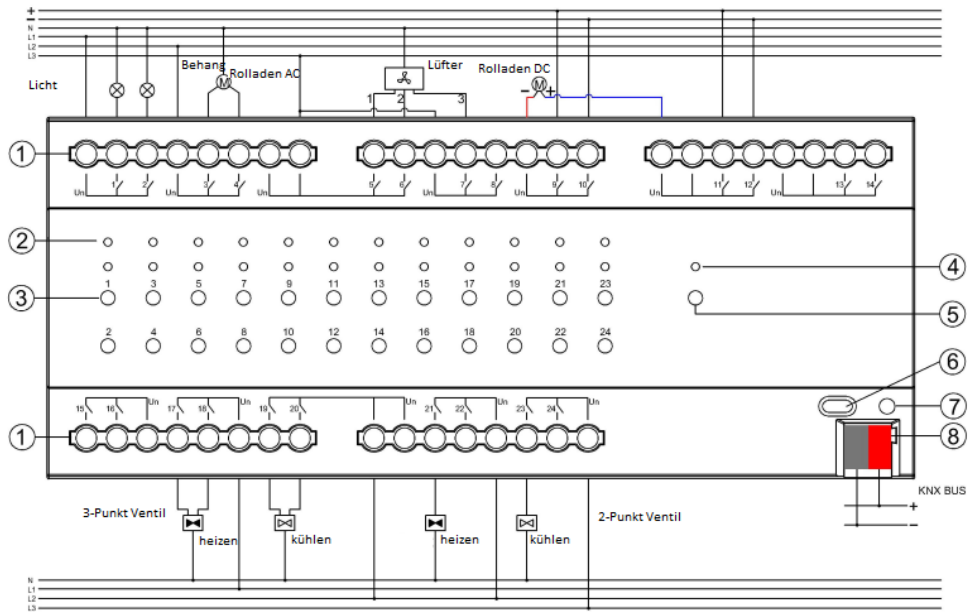 +
−
N
L1
L2
L3
Licht
Behang
Rolladen AC
Lüfter
Rolladen DC
M
M
1 2 3
− +
1
Un 1 2 Un 3 4 Un 5 6 Un 7 8 Un 9 10 Un 11 12 Un 13 14
2
4
3
1 3 5 7 9 11 13 15 17 19 21 23
5
2 4 6 8 10 12 14 16 18 20 22 24
6
7
15 16 Un 17 18 Un 19 20 Un 21 22 Un 23 24 Un
1
8
KNX BUS
+
−
3-Punkt Ventil
heizen
kühlen
heizen
kühlen
2-Punkt Ventil
N
L1
L2
L3